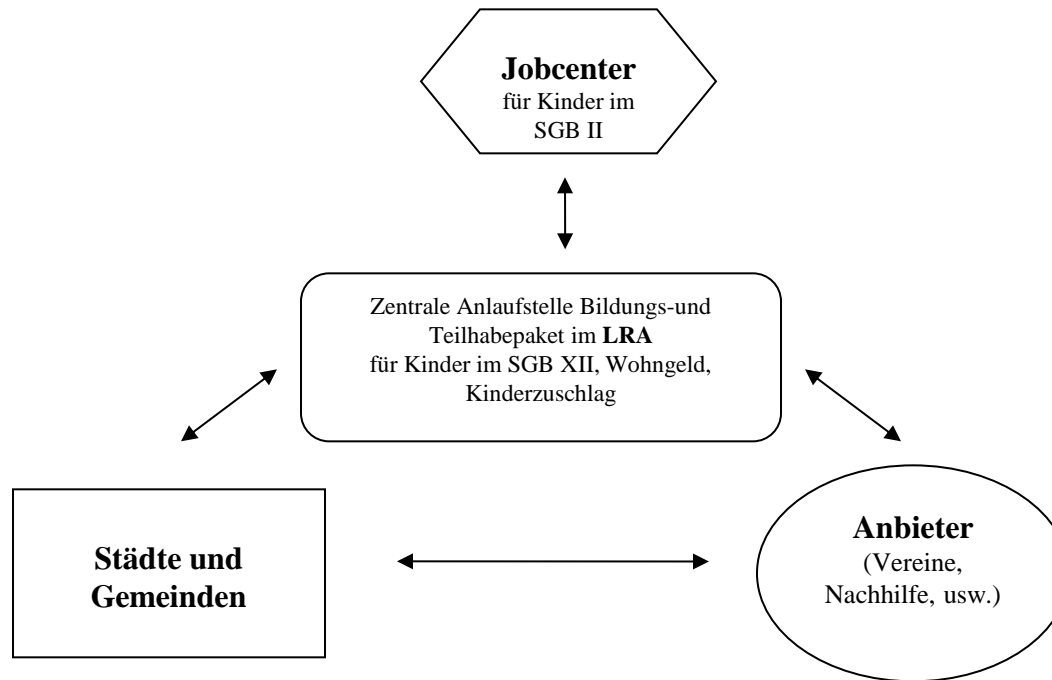 Jobcenter
für Kinder im
SGB II
Zentrale Anlaufstelle Bildungs-und
Teilhabepaket im LRA
für Kinder im SGB XII, Wohngeld,
Kinderzuschlag
Städte und
Gemeinden
Anbieter
(Vereine,
Nachhilfe, usw.)